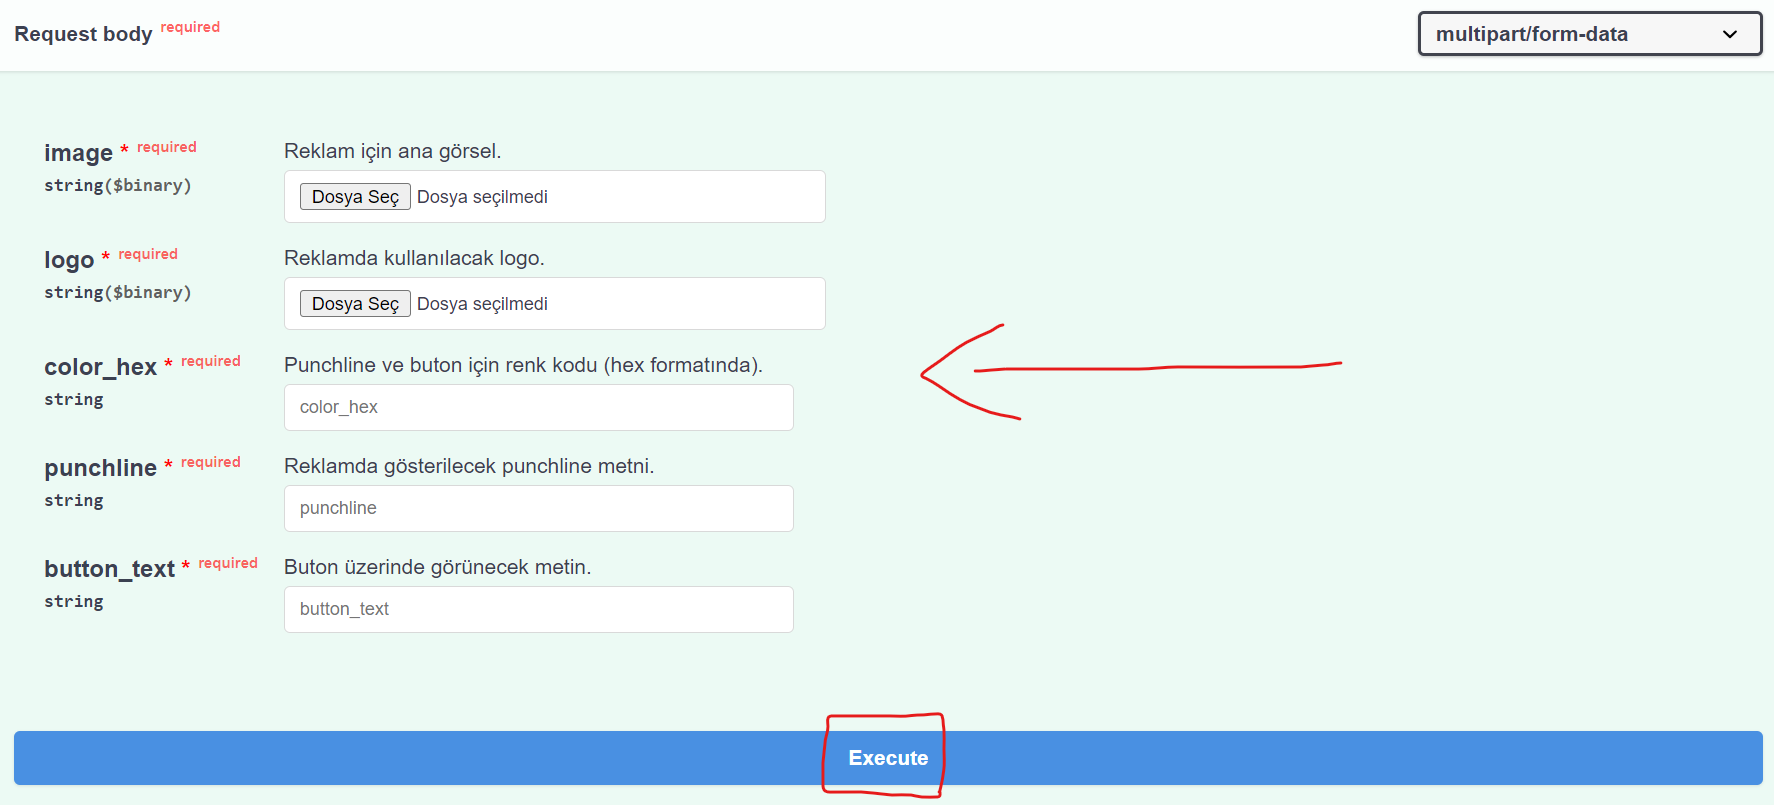 Request body required
multipart/form-data
image * required
string($binary)
Reklam için ana görsel.
Dosya Seç Dosya seçilmedi
logo * required
string($binary)
Reklamda kullanılacak logo.
Dosya Seç Dosya seçilmedi
color_hex * required
string
Punchline ve buton için renk kodu (hex formatında).
color_hex
punchline * required
string
Reklamda gösterilecek punchline metni.
punchline
button_text * required
string
Buton üzerinde görünecek metin.
button_text
Execute